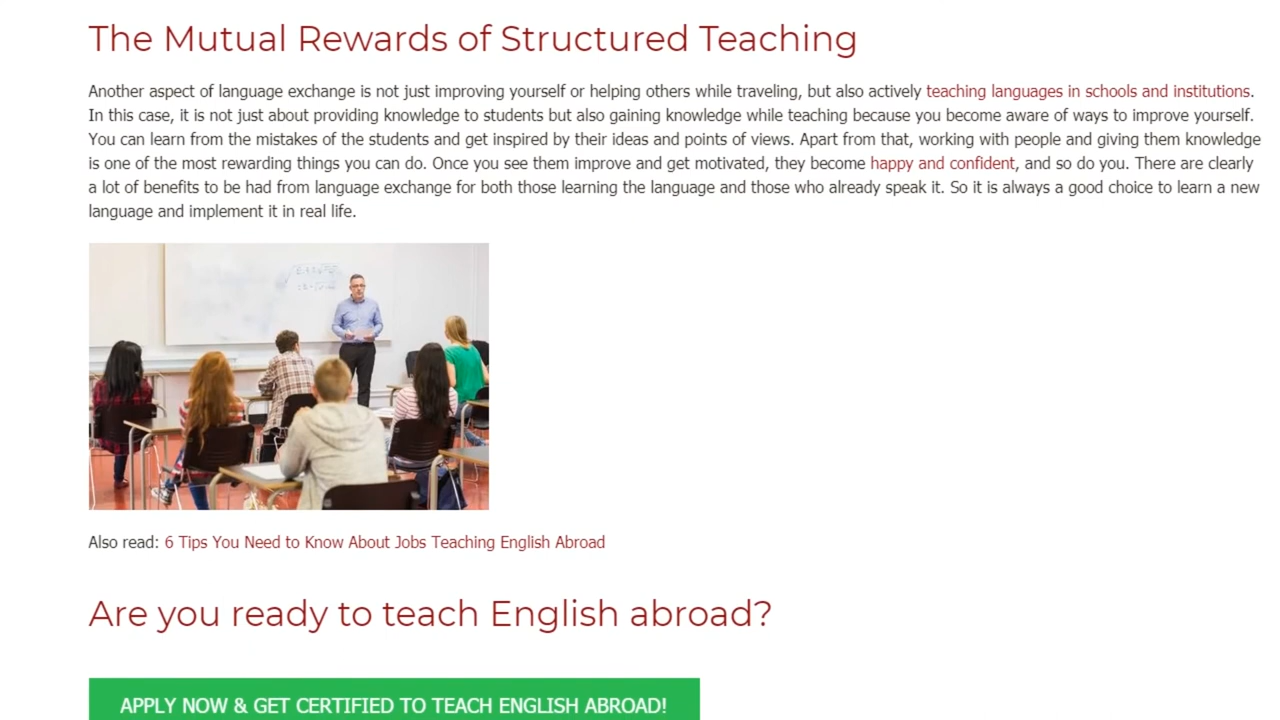 The Mutual Rewards of Structured Teaching
Another aspect of language exchange is not just improving yourself or helping others while traveling, but also actively teaching languages in schools and institutions.
In this case, it is not just about providing knowledge to students but also gaining knowledge while teaching because you become aware of ways to improve yourself.
You can learn from the mistakes of the students and get inspired by their ideas and points of views. Apart from that, working with people and giving them knowledge
is one of the most rewarding things you can do. Once you see them improve and get motivated, they become happy and confident, and so do you. There are clearly
a lot of benefits to be had from language exchange for both those learning the language and those who already speak it. So it is always a good choice to learn a new
language and implement it in real life.
Also read: 6 Tips You Need to Know About Jobs Teaching English Abroad
Are you ready to teach English abroad?
APPLY NOW & GET CERTIFIED TO TEACH ENGLISH ABROAD!